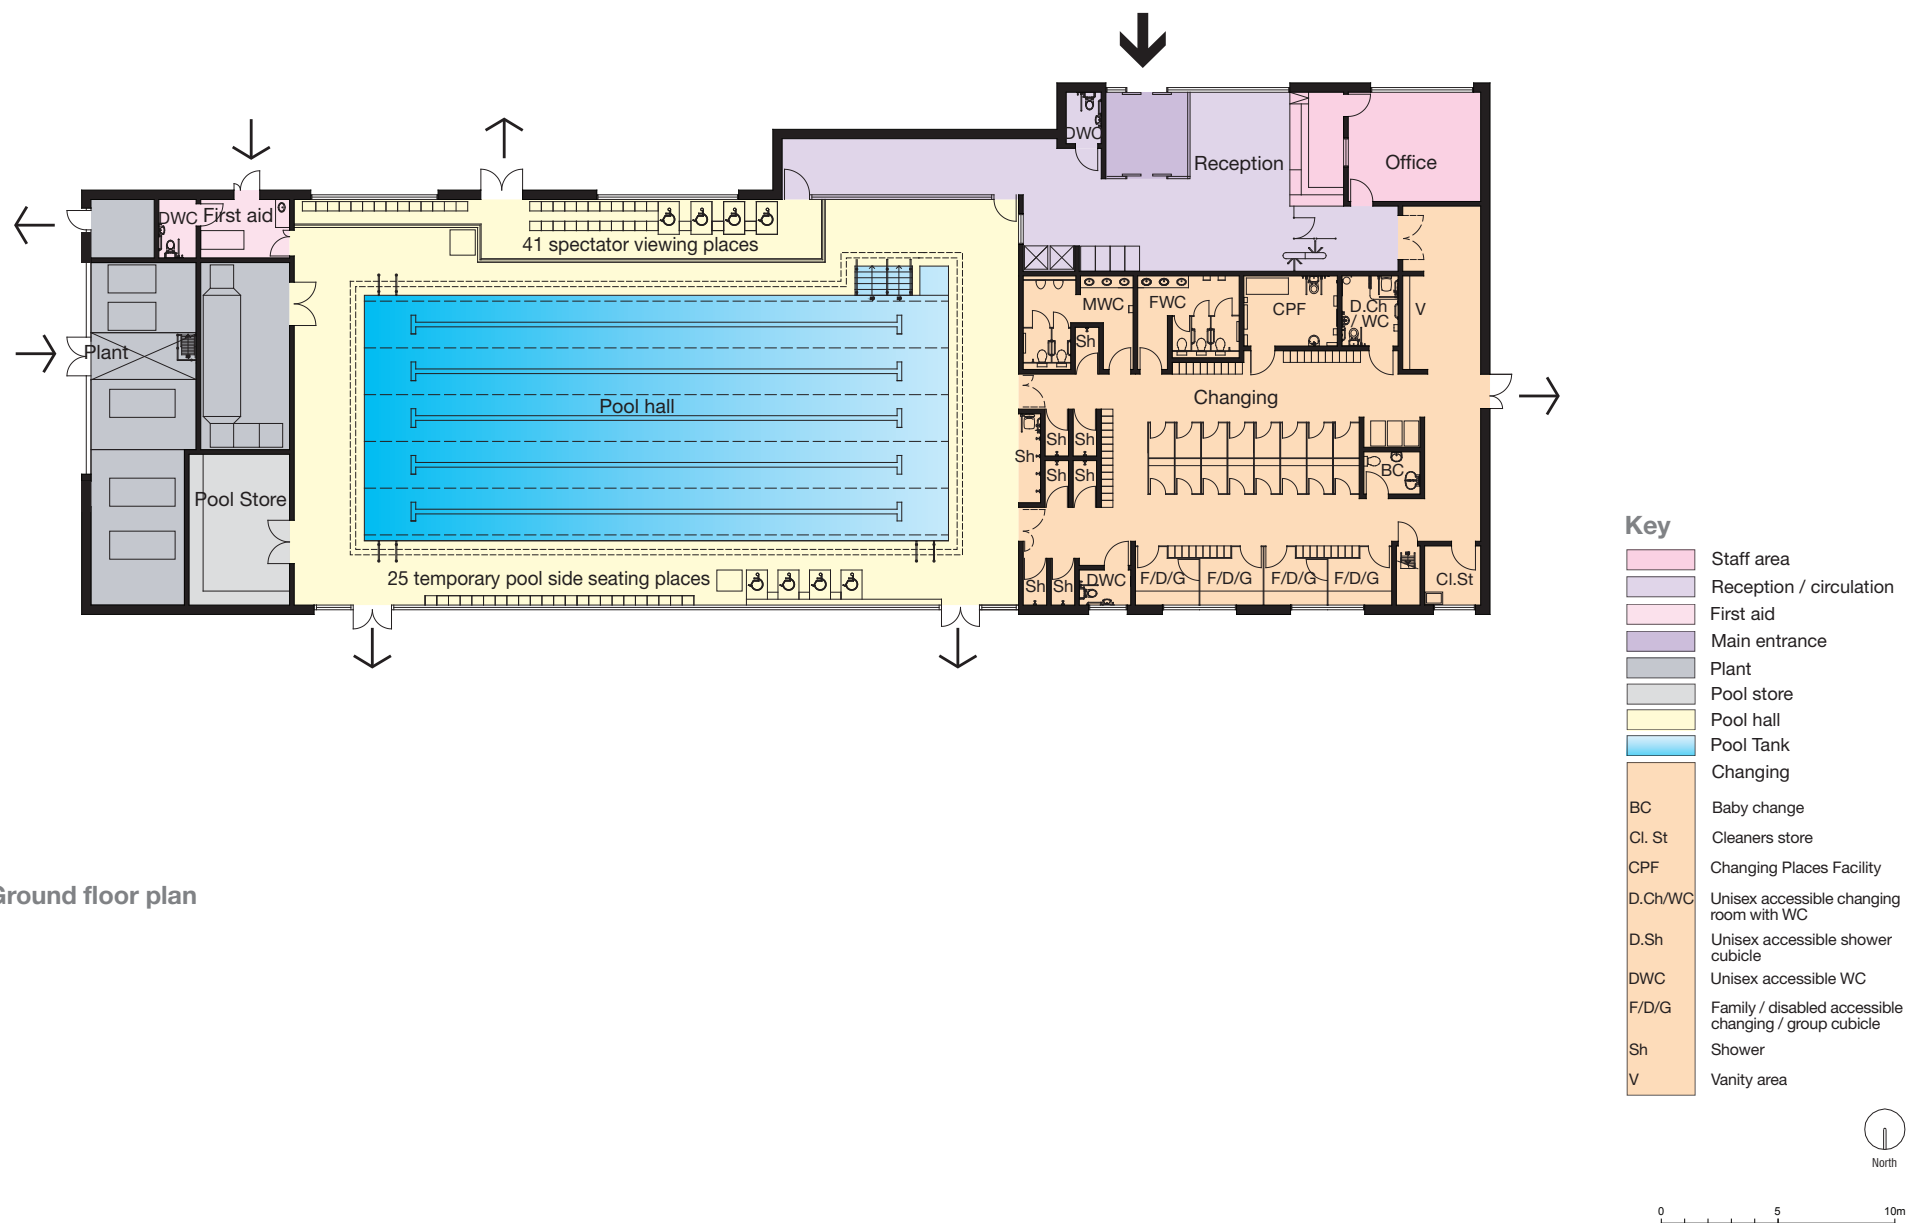 DWC
Reception
Office
DWC
First aid
41 spectator viewing places
MWC
FWC
CPF
D.Ch
/ WC
V
Sh
Plant
Changing
Pool hall
Sh
Sh
Sh
BC
Sh
Sh
Pool Store
25 temporary pool side seating places
Sh
Sh
DWC
F/D/G
F/D/G
F/D/G
F/D/G
Cl.St
Key
Staff area
Reception / circulation
First aid
Main entrance
Plant
Pool store
Pool hall
Pool Tank
Changing
BC Baby change
Cl. St Cleaners store
CPF Changing Places Facility
D.Ch/WC Unisex accessible changing
room with WC
D.Sh Unisex accessible shower
cubicle
DWC Unisex accessible WC
F/D/G Family / disabled accessible
changing / group cubicle
Sh Shower
V Vanity area
Ground floor plan
North
0 5 10m